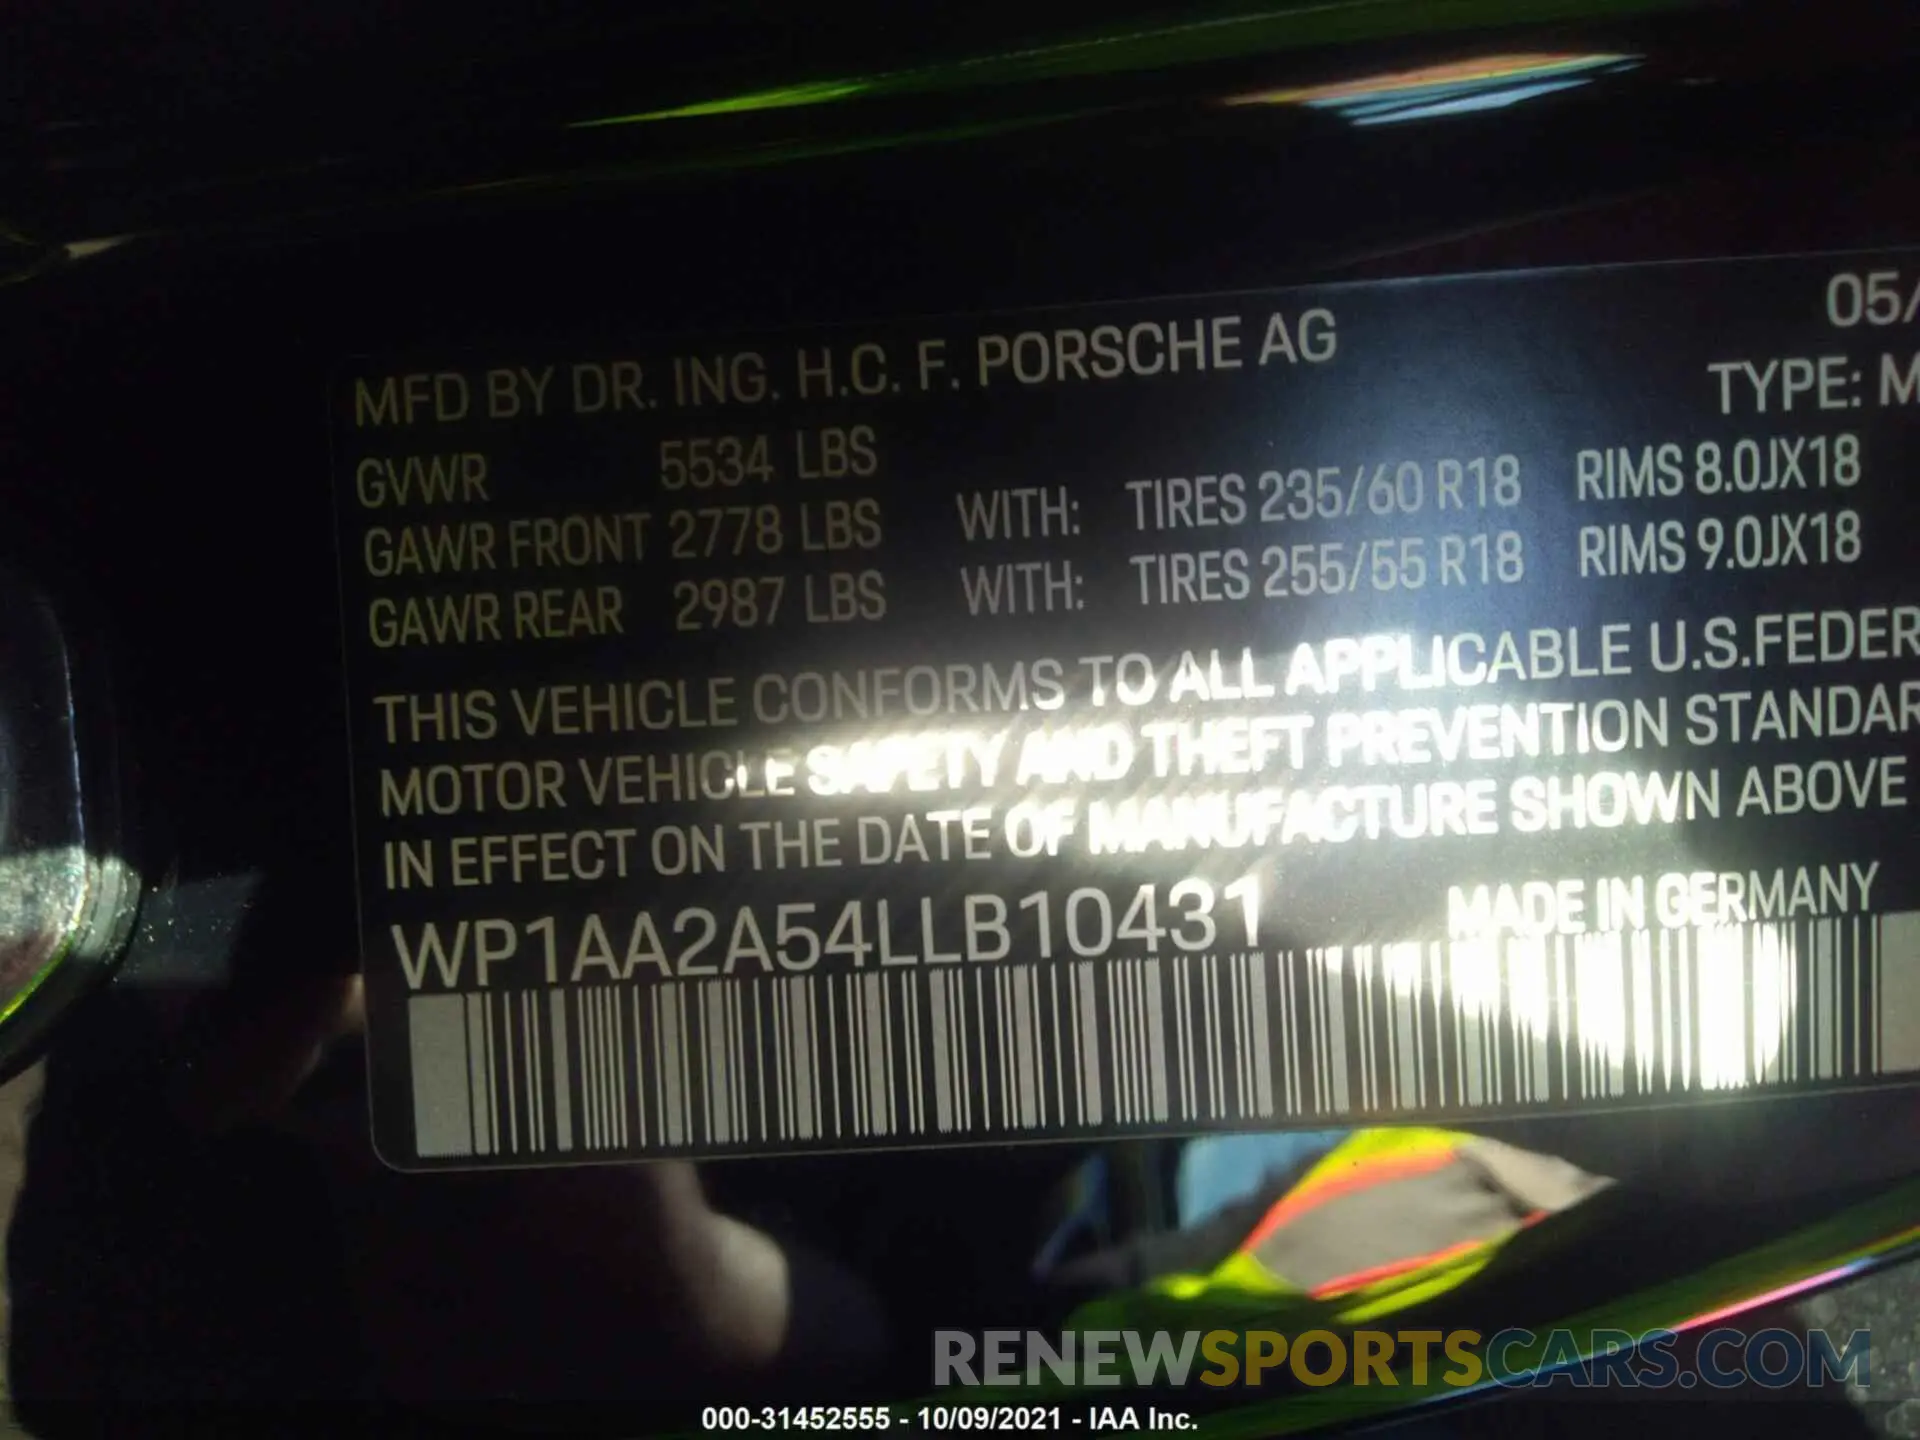 05/
MFD BY DR. ING. H.C. F. PORSCHE AG
TYPE: M
GVWR 5534 LBS
GAWR FRONT 2778 LBS WITH: TIRES 235/60 R18 RIMS 8.0JX18
GAWR REAR 2987 LBS WITH: TIRES 255/55 R18 RIMS 9.0JX18
THIS VEHICLE CONFORMS TO ALL APPLICABLE U.S.FEDER
MOTOR VEHICLE SAFETY AND THEFT PREVENTION STANDAR
IN EFFECT ON THE DATE OF MANUFACTURE SHOWN ABOVE
WP1AA2A54LLB10431 MADE IN GERMANY
RENEWSPORTSCARS.COM
000-31452555 - 10/09/2021 - IAA Inc.